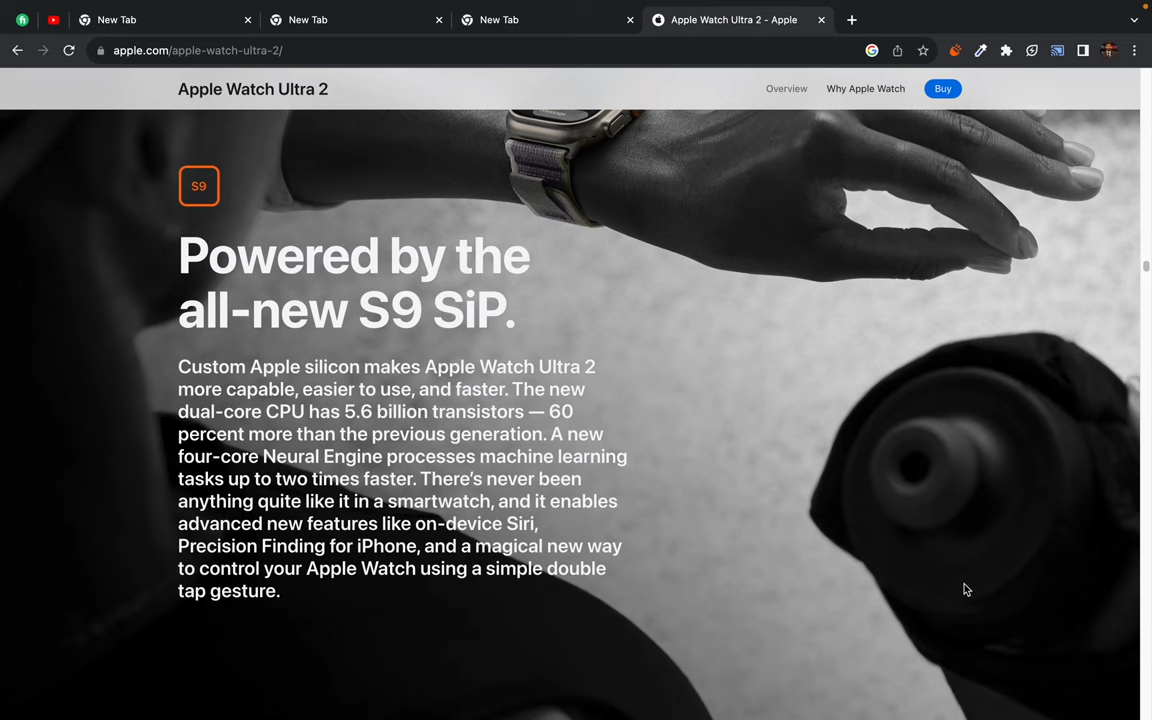 New Tab
New Tab
New Tab
Apple Watch Ultra 2 - Apple
apple.com/apple-watch-ultra-2/
Apple Watch Ultra 2
Overview
Why Apple Watch
Buy
S9
Powered by the
all-new S9 SiP.
Custom Apple silicon makes Apple Watch Ultra 2
more capable, easier to use, and faster. The new
dual-core CPU has 5.6 billion transistors — 60
percent more than the previous generation. A new
four-core Neural Engine processes machine learning
tasks up to two times faster. There’s never been
anything quite like it in a smartwatch, and it enables
advanced new features like on-device Siri,
Precision Finding for iPhone, and a magical new way
to control your Apple Watch using a simple double
tap gesture.